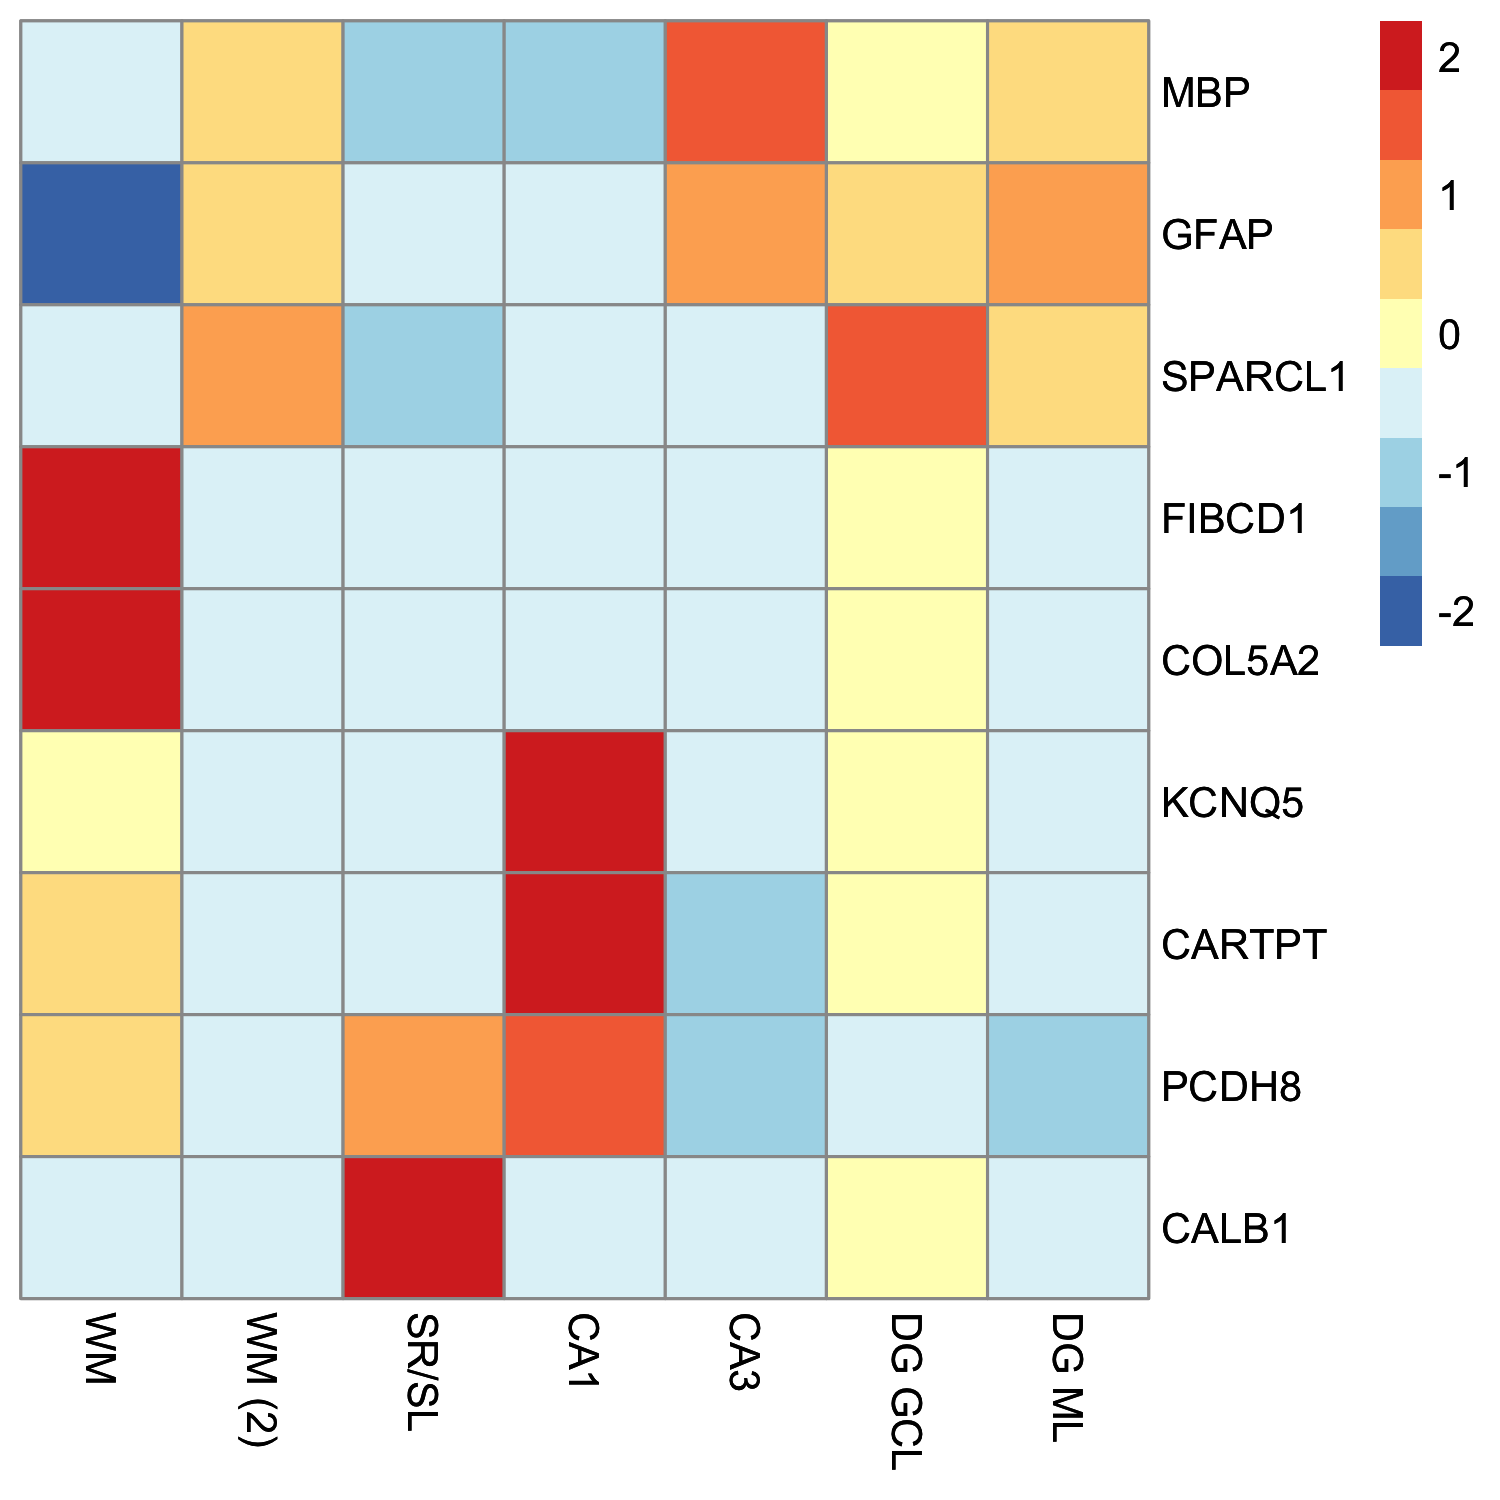 MBP
GFAP
SPARCL1
FIBCD1
COL5A2
KCNQ5
CARTPT
PCDH8
CALB1
2
1
0
-1
-2
WM
WM (2)
SR/SL
CA1
CA3
DG GCL
DG ML